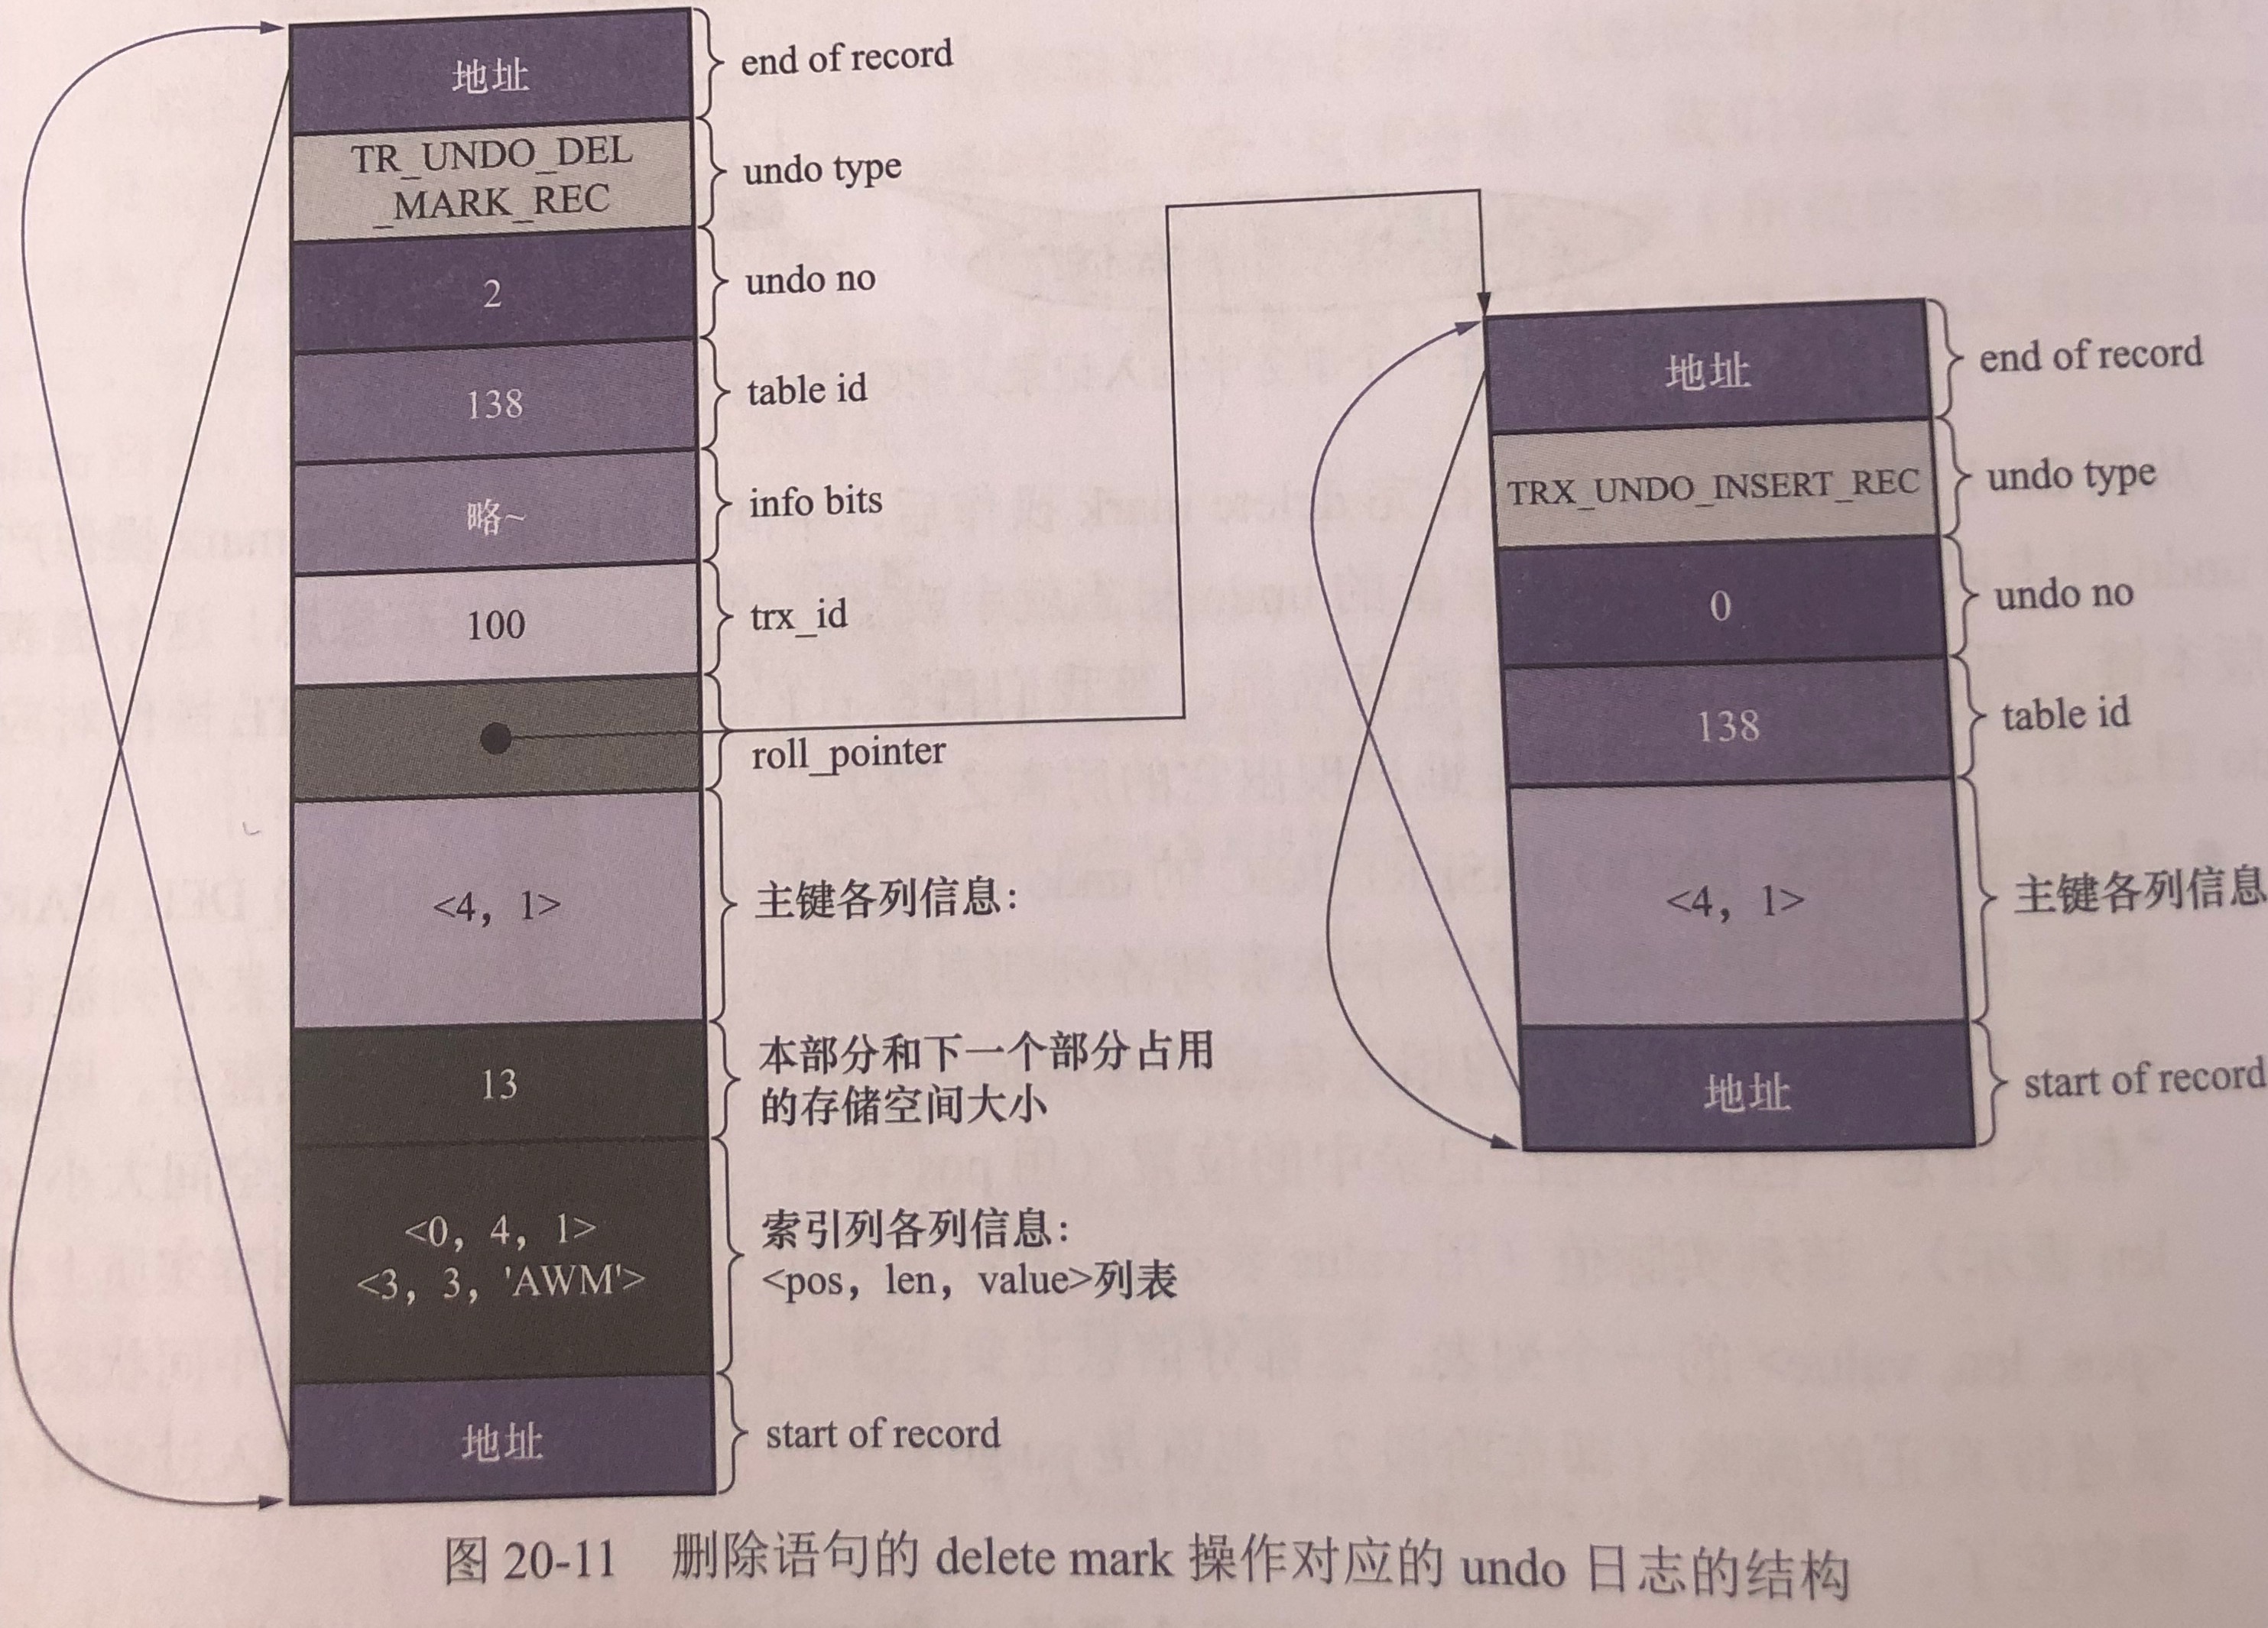 地址
end of record
TR_UNDO_DEL
_MARK_REC
undo type
2
undo no
138
table id
略~
info bits
100
trx_id
roll_pointer
<4, 1>
主键各列信息:
13
本部分和下一个部分占用
的存储空间大小
<0, 4, 1>
<3, 3, 'AWM'>
索引列各列信息:
<pos, len, value>列表
地址
start of record
地址
end of record
TRX_UNDO_INSERT_REC
undo type
0
undo no
138
table id
<4, 1>
主键各列信息
地址
start of record
图 20-11 删除语句的 delete mark 操作对应的 undo 日志的结构